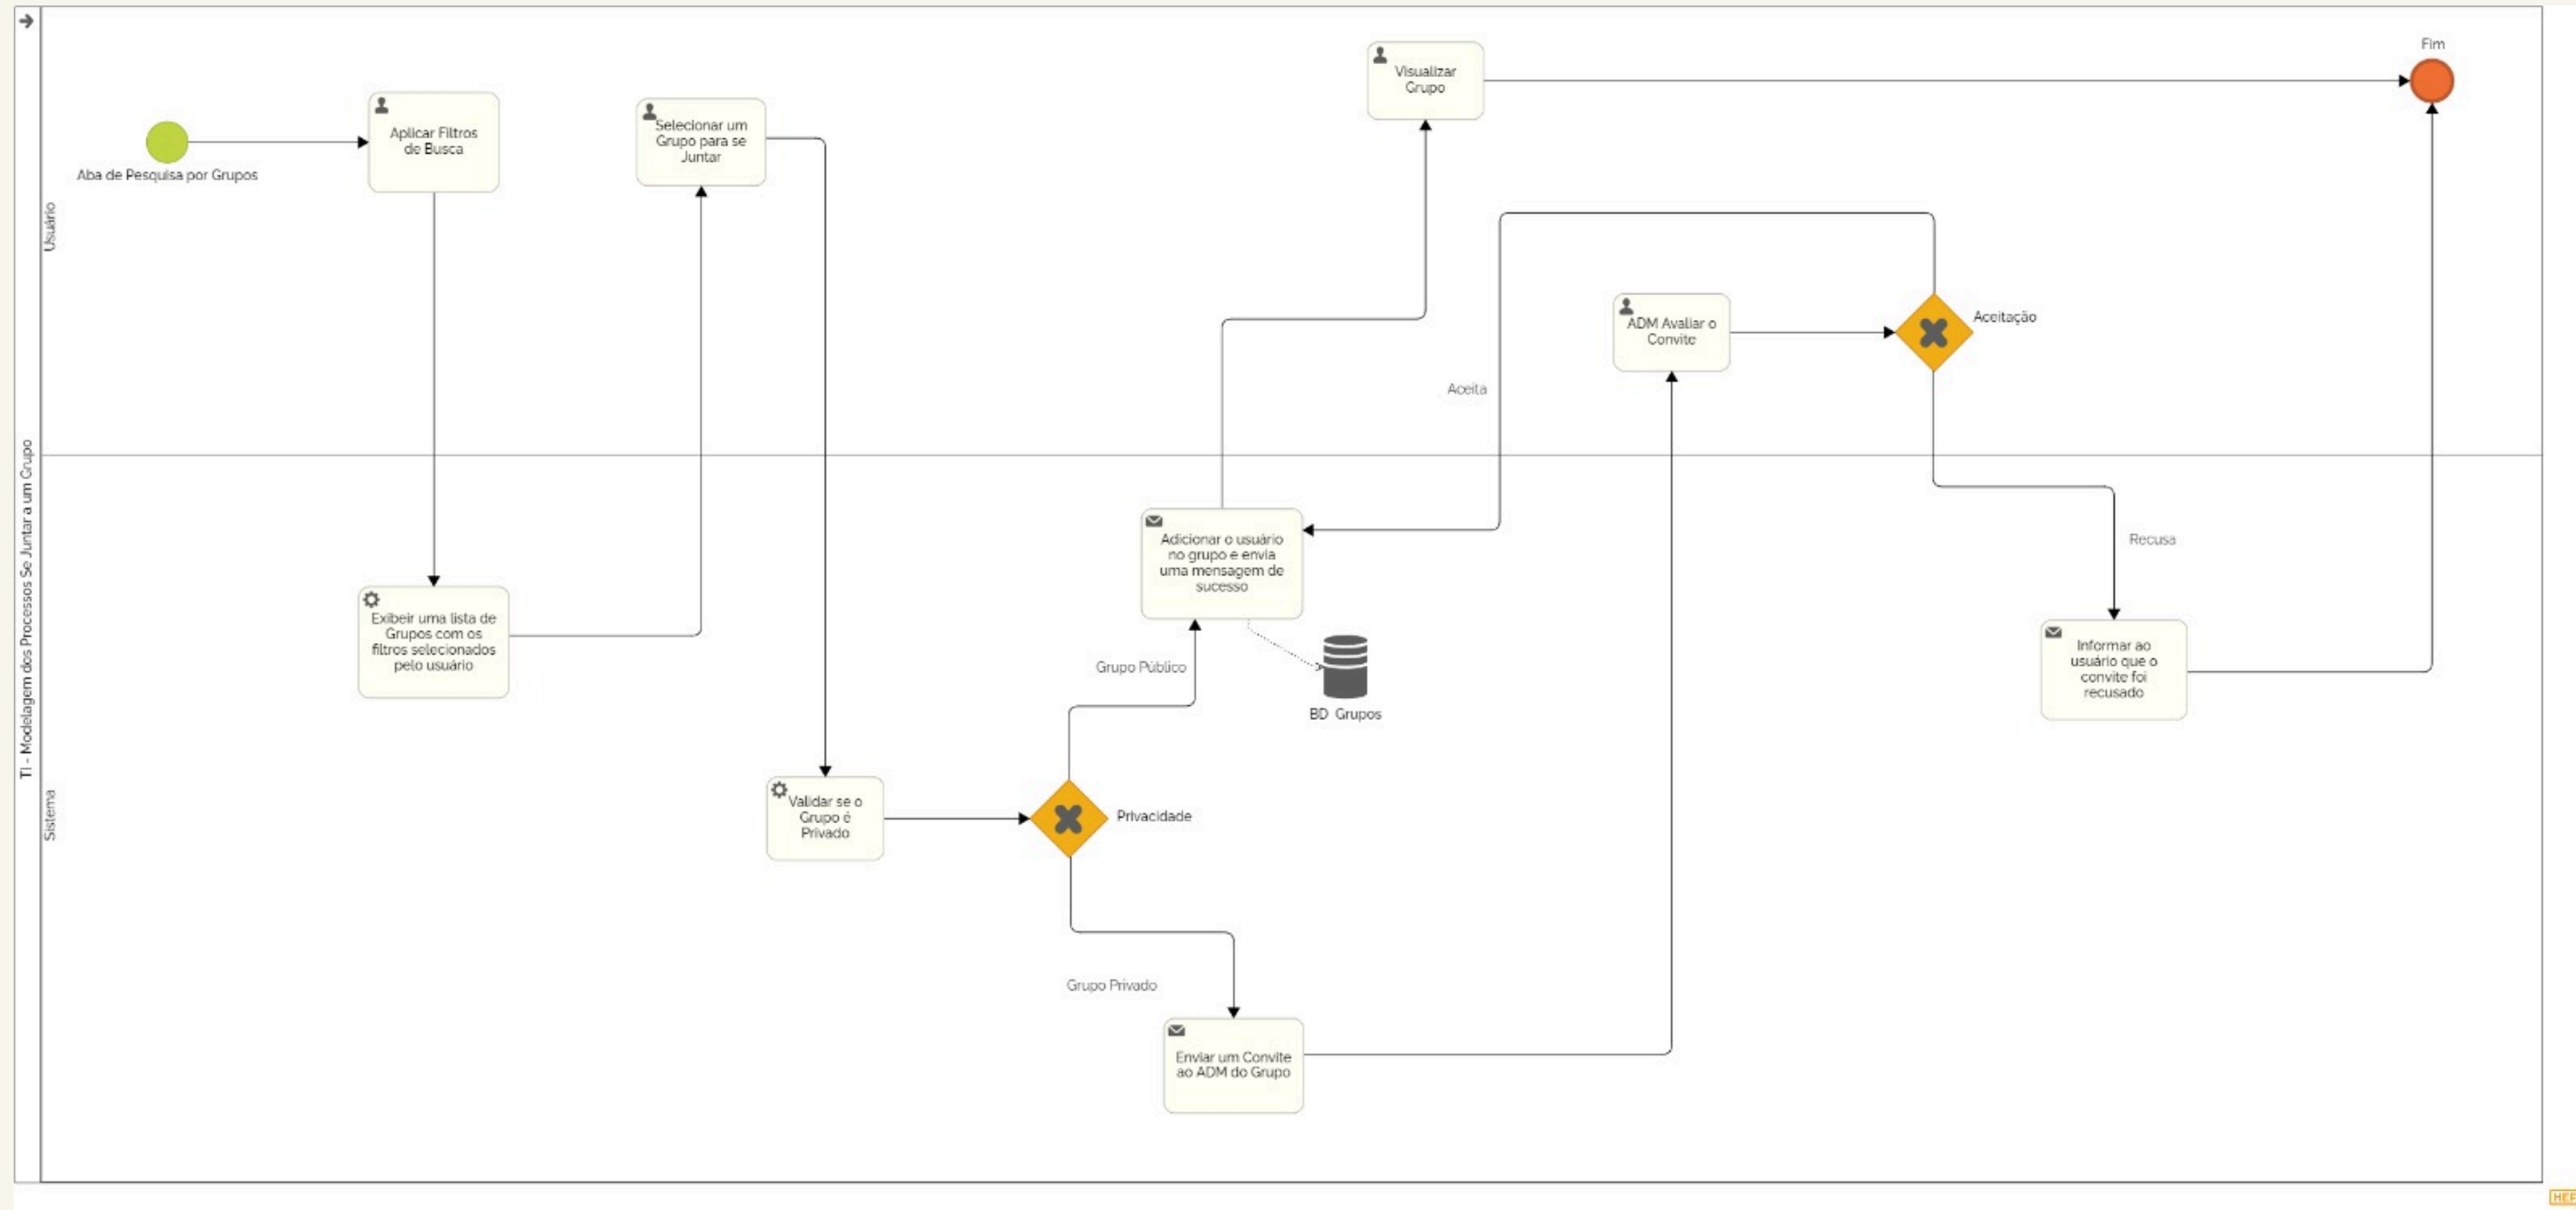 TI - Modelagem dos Processos Se Juntar a um Grupo
Usuário
Aba de Pesquisa por Grupos
Aplicar Filtros
de Busca
Selecionar um
Grupo para se
Juntar
Visualizar
Grupo
Fim
ADM Avaliar o
Convite
Aceitação
Aceita
Recusa
Sistema
Exibeir uma lista de
Grupos com os
filtros selecionados
pelo usuário
Validar se o
Grupo é
Privado
Privacidade
Grupo Público
Adicionar o usuário
no grupo e envia
uma mensagem de
sucesso
BD Grupos
Grupo Privado
Enviar um Convite
ao ADM do Grupo
Informar ao
usuário que o
convite foi
recusado